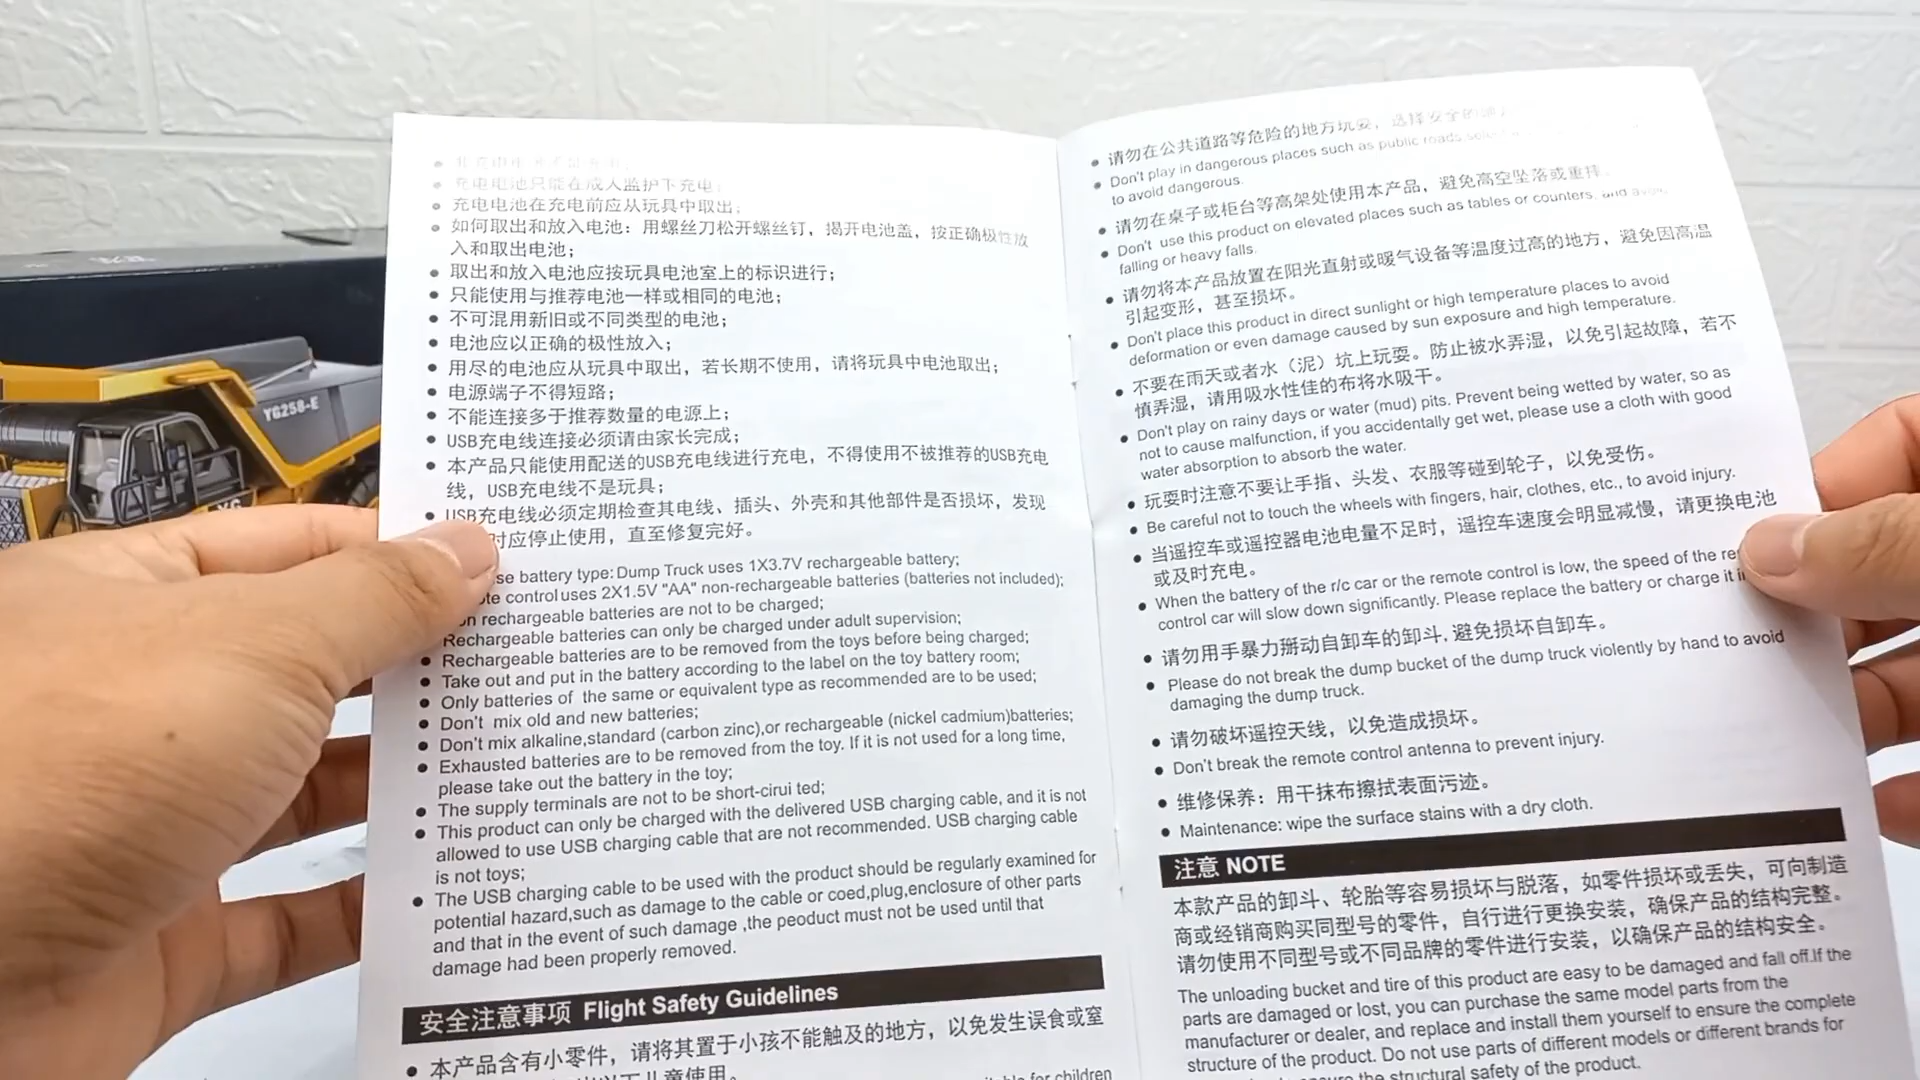 充电电池只能在成人监护下充电;
充电电池在充电前应从玩具中取出;
如何取出和放入电池：用螺丝刀松开螺丝钉，揭开电池盖，按正确极性放
入和取出电池;
取出和放入电池应按玩具电池室上的标识进行;
只能使用与推荐电池一样或相同的电池;
不可混用新旧或不同类型的电池;
电池应以正确的极性放入;
用尽的电池应从玩具中取出，若长期不使用，请将玩具中电池取出;
电源端子不得短路;
不能连接多于推荐数量的电源上;
USB充电线连接必须请由家长完成;
本产品只能使用配送的USB充电线进行充电，不得使用不被推荐的USB充电
线，USB充电线不是玩具;
USB充电线必须定期检查其电线、插头、外壳和其他部件是否损坏，发现
时应停止使用，直至修复完好。
battery type: Dump Truck uses 1X3.7V rechargeable battery;
control uses 2X1.5V "AA" non-rechargeable batteries (batteries not included);
rechargeable batteries are not to be charged;
Rechargeable batteries can only be charged under adult supervision;
Rechargeable batteries are to be removed from the toys before being charged;
Take out and put in the battery according to the label on the toy battery room;
Only batteries of the same or equivalent type as recommended are to be used;
Don't mix old and new batteries;
Don't mix alkaline,standard (carbon zinc),or rechargeable (nickel cadmium)batteries;
Exhausted batteries are to be removed from the toy. If it is not used for a long time,
please take out the battery in the toy;
The supply terminals are not to be short-cirui ted;
This product can only be charged with the delivered USB charging cable, and it is not
allowed to use USB charging cable that are not recommended. USB charging cable
is not toys;
The USB charging cable to be used with the product should be regularly examined for
potential hazard,such as damage to the cable or coed,plug,enclosure of other parts
and that in the event of such damage ,the peoduct must not be used until that
damage had been properly removed.
安全注意事项 Flight Safety Guidelines
本产品含有小零件，请将其置于小孩不能触及的地方，以免发生误食或窒
以下儿童使用。
for children
请勿在公共道路等危险的地方玩耍，选择安全的
Don't play in dangerous places such as public roads,
to avoid dangerous.
请勿在桌子或柜台等高架处使用本产品，避免高空坠落或重摔
Don't use this product on elevated places such as tables or counters, and avoid
falling or heavy falls.
请勿将本产品放置在阳光直射或暖气设备等温度过高的地方，避免因高温
引起变形，甚至损坏。
Don't place this product in direct sunlight or high temperature places to avoid
deformation or even damage caused by sun exposure and high temperature.
不要在雨天或者水（泥）坑上玩耍。防止被水弄湿，以免引起故障，若不
慎弄湿，请用吸水性佳的布将水吸干。
Don't play on rainy days or water (mud) pits. Prevent being wetted by water, so as
not to cause malfunction, if you accidentally get wet, please use a cloth with good
water absorption to absorb the water.
玩耍时注意不要让手指、头发、衣服等碰到轮子，以免受伤。
Be careful not to touch the wheels with fingers, hair, clothes, etc., to avoid injury.
当遥控车或遥控器电池电量不足时，遥控车速度会明显减慢，请更换电池
或及时充电。
When the battery of the r/c car or the remote control is low, the speed of the
control car will slow down significantly. Please replace the battery or charge it
请勿用手暴力掰动自卸车的卸斗,避免损坏自卸车。
Please do not break the dump bucket of the dump truck violently by hand to avoid
damaging the dump truck.
请勿破坏遥控天线，以免造成损坏。
Don't break the remote control antenna to prevent injury.
维修保养：用干抹布擦拭表面污迹。
Maintenance: wipe the surface stains with a dry cloth.
注意 NOTE
本款产品的卸斗、轮胎等容易损坏与脱落，如零件损坏或丢失，可向制造
商或经销商购买同型号的零件，自行进行更换安装，确保产品的结构完整。
请勿使用不同型号或不同品牌的零件进行安装，以确保产品的结构安全。
The unloading bucket and tire of this product are easy to be damaged and fall off.If the
parts are damaged or lost, you can purchase the same model parts from the
manufacturer or dealer, and replace and install them yourself to ensure the complete
structure of the product. Do not use parts of different models or different brands for
ensure the structural safety of the product.
YG258-E
YG